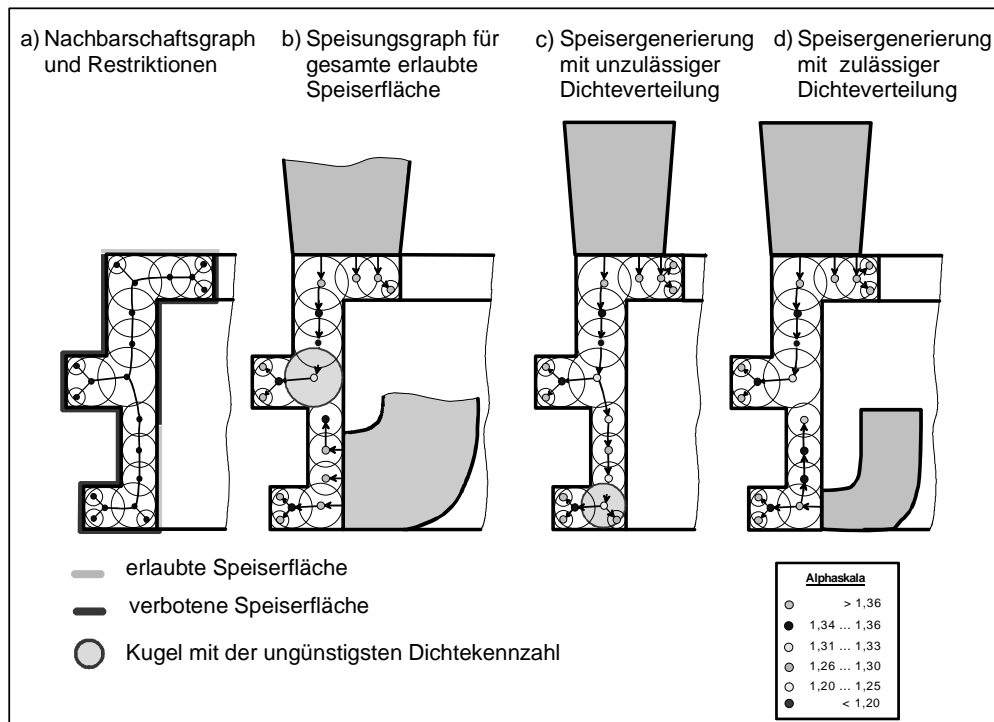 a) Nachbarschaftsgraph
und Restriktionen
b) Speisungsgraph für
gesamte erlaubte
Speiserfläche
c) Speisergenerierung
mit unzulässiger
Dichteverteilung
d) Speisergenerierung
mit zulässiger
Dichteverteilung
erlaubte Speiserfläche
verbotene Speiserfläche
Kugel mit der ungünstigsten Dichtekennzahl
Alphaskala
> 1,36
1,34 ... 1,36
1,31 ... 1,33
1,26 ... 1,30
1,20 ... 1,25
< 1,20